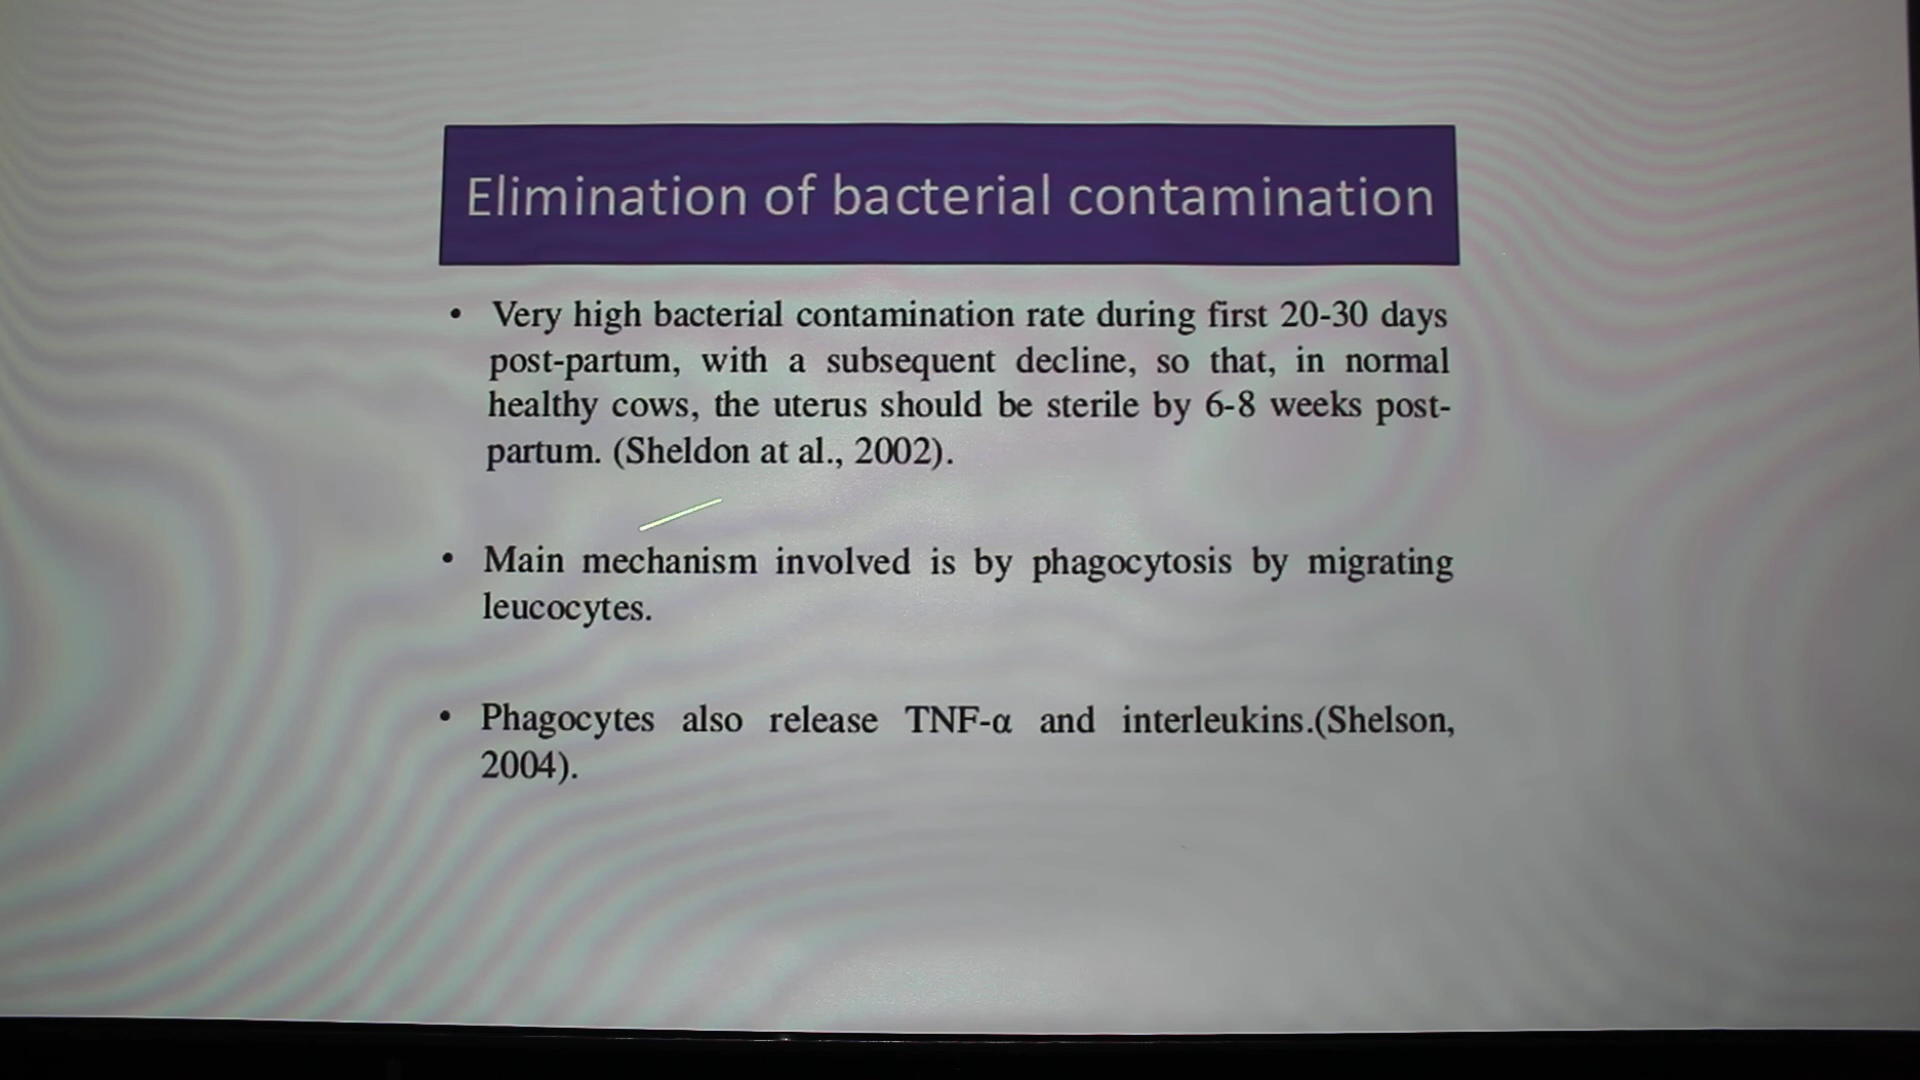 Elimination of bacterial contamination
• Very high bacterial contamination rate during first 20-30 days
post-partum, with a subsequent decline, so that, in normal
healthy cows, the uterus should be sterile by 6-8 weeks post-
partum. (Sheldon at al., 2002).
• Main mechanism involved is by phagocytosis by migrating
leucocytes.
• Phagocytes also release TNF-α and interleukins.(Shelson,
2004).